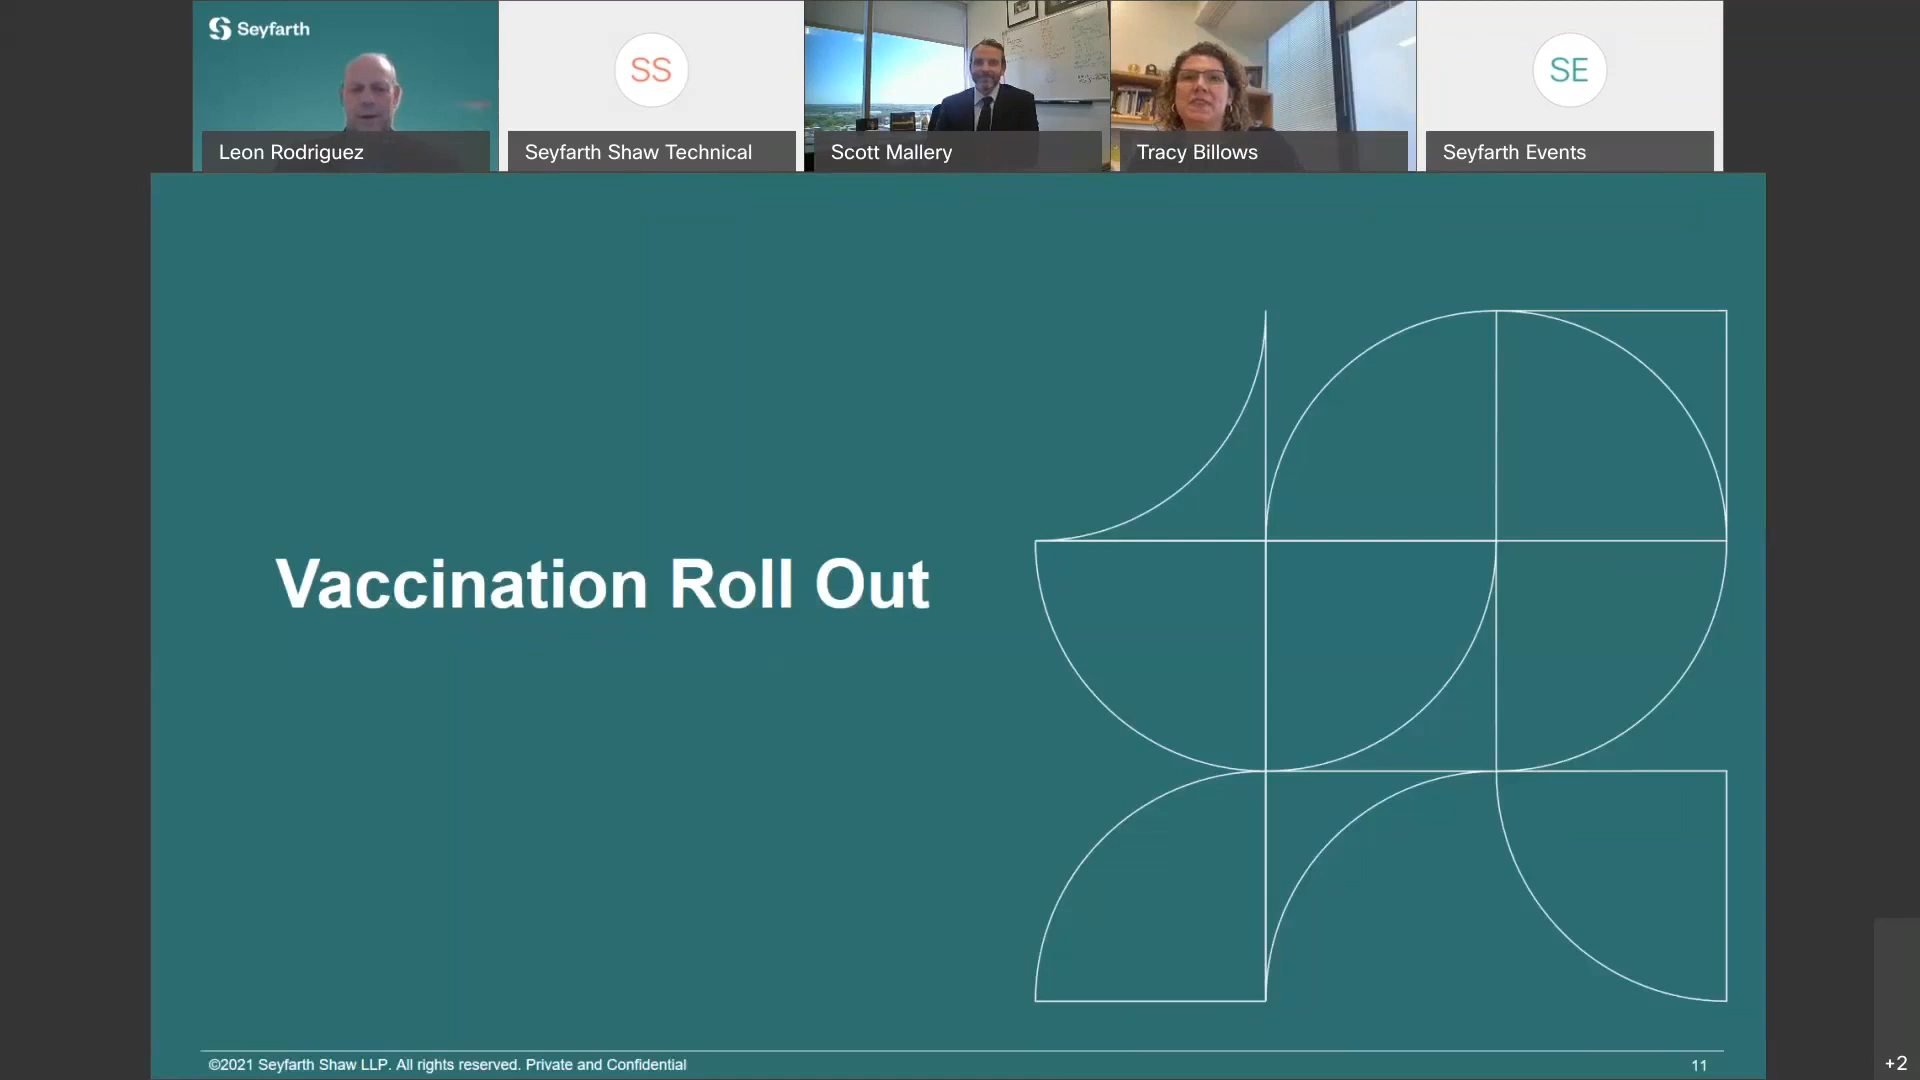 Seyfarth
SS
SE
Leon Rodriguez
Seyfarth Shaw Technical
Scott Mallery
Tracy Billows
Seyfarth Events
Vaccination Roll Out
©2021 Seyfarth Shaw LLP. All rights reserved. Private and Confidential
11
+2